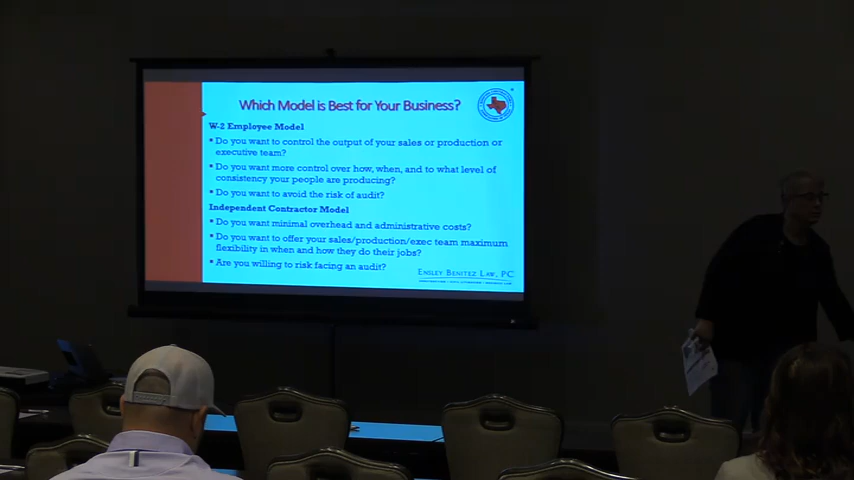 Which Model is Best for Your Business?
W-2 Employee Model
Do you want to control the output of your sales or production or
executive team?
Do you want more control over how, when, and to what level of
consistency your people are producing?
Do you want to avoid the risk of audit?
Independent Contractor Model
Do you want minimal overhead and administrative costs?
Do you want to offer your sales/production/exec team maximum
flexibility in when and how they do their jobs?
Are you willing to risk facing an audit?
Ensley Benitez Law, PC